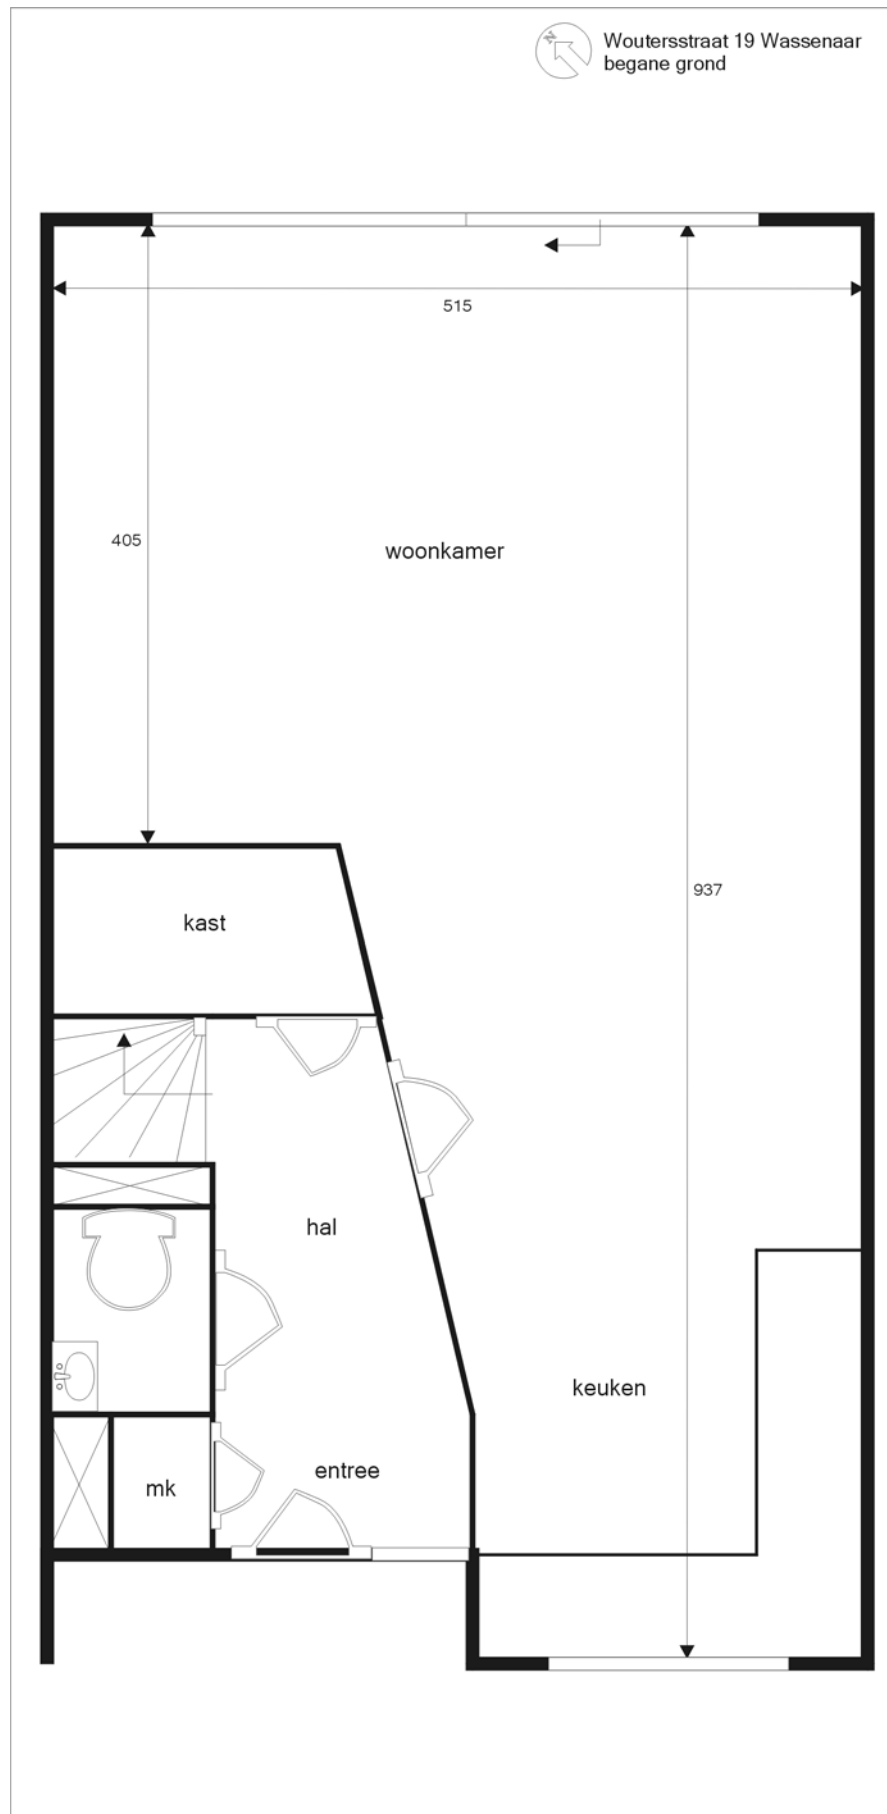 N
Woutersstraat 19 Wassenaar
begane grond
515
405
woonkamer
937
kast
hal
keuken
entree
mk